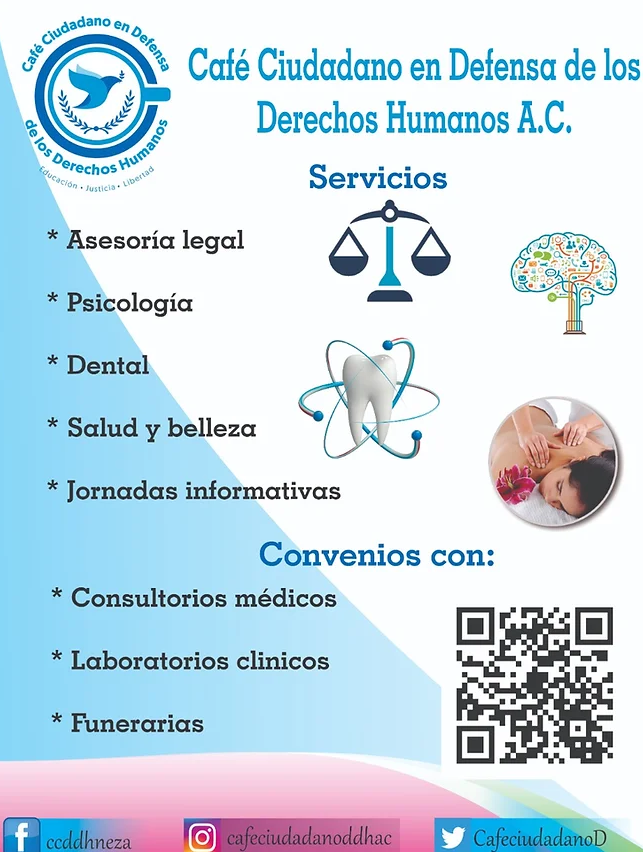 Café Ciudadano en Defensa
de los Derechos Humanos
Educación • Justicia • Libertad
Café Ciudadano en Defensa de los
Derechos Humanos A.C.
Servicios
* Asesoría legal
* Psicología
* Dental
* Salud y belleza
* Jornadas informativas
Convenios con:
* Consultorios médicos
* Laboratorios clinicos
* Funerarias
ccddhneza
cafeciudadanoddhac
CafeciudadanoD